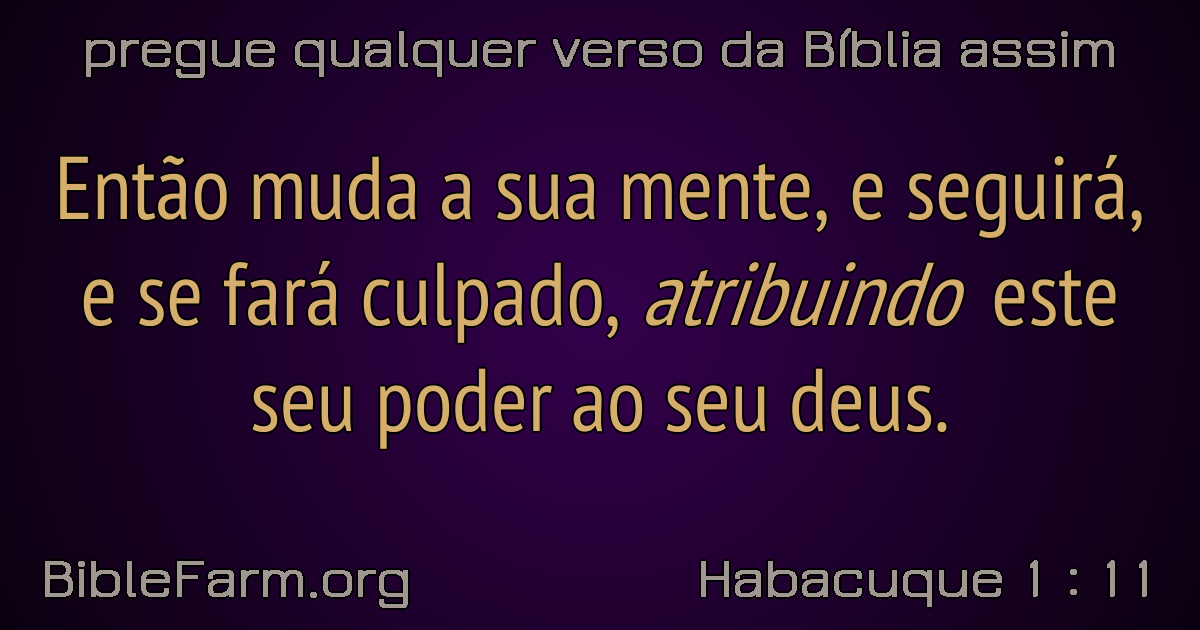 pregue qualquer verso da Bíblia assim
Então muda a sua mente, e seguirá,
e se fará culpado, atribuindo este
seu poder ao seu deus.
BibleFarm.org
Habacuque 1 : 11